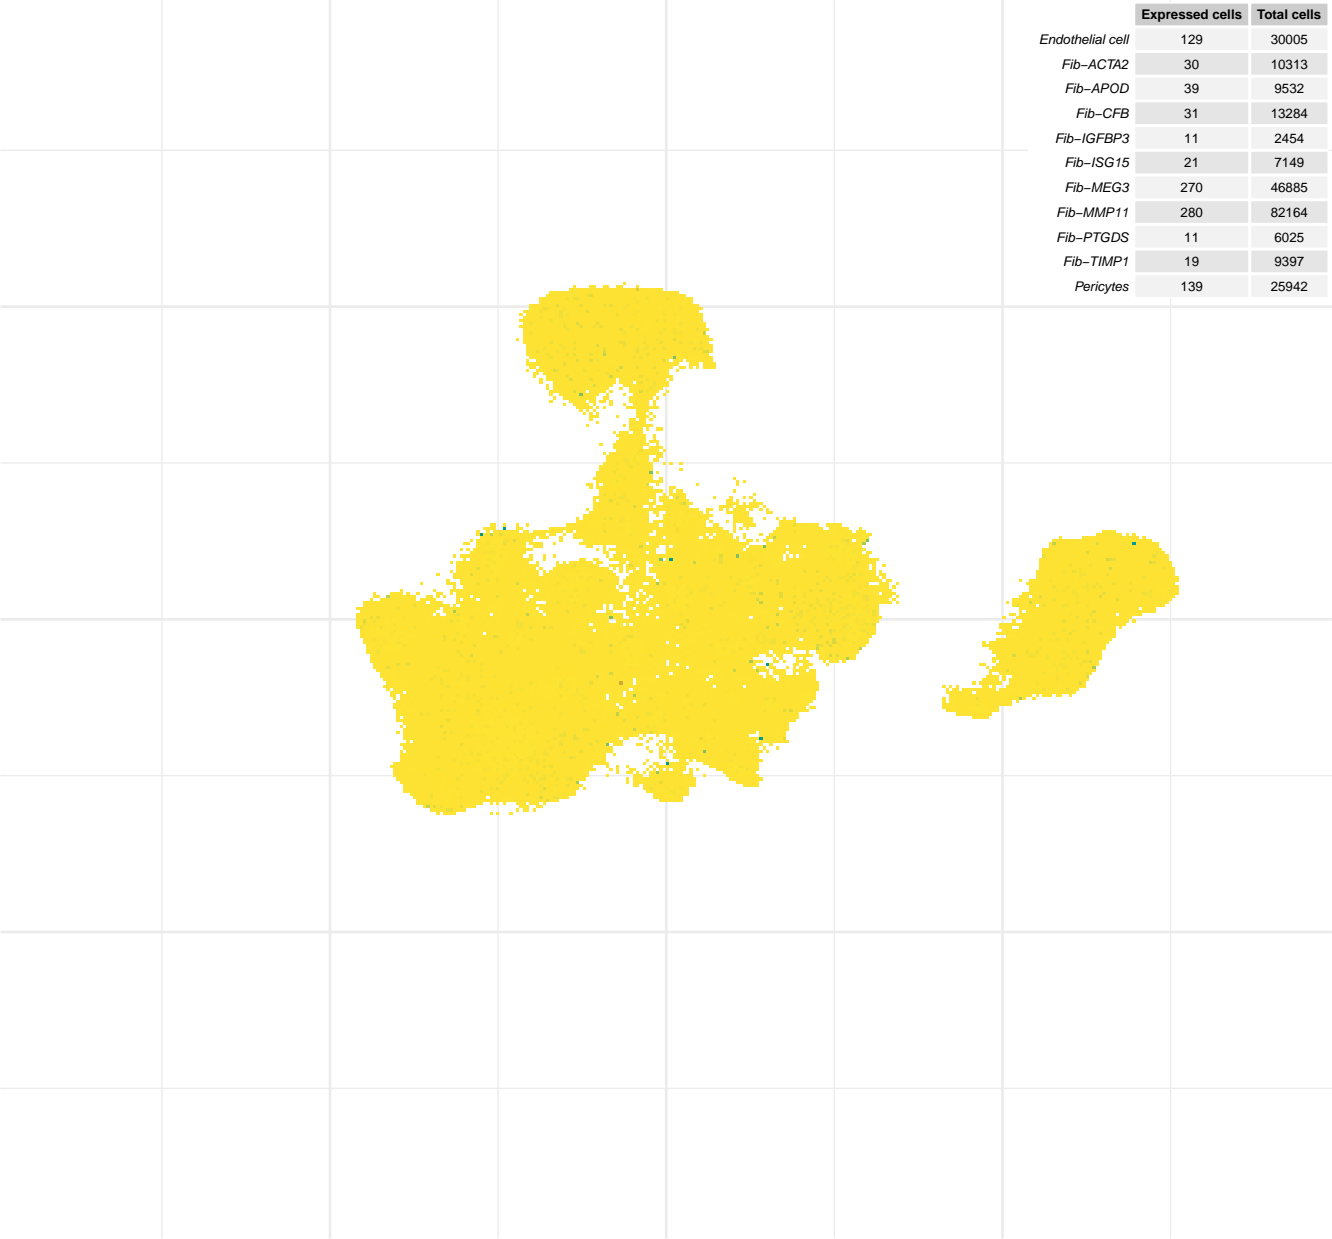 Expressed cells Total cells
Endothelial cell 129 30005
Fib−ACTA2 30 10313
Fib−APOD 39 9532
Fib−CFB 31 13284
Fib−IGFBP3 11 2454
Fib−ISG15 21 7149
Fib−MEG3 270 46885
Fib−MMP11 280 82164
Fib−PTGDS 11 6025
Fib−TIMP1 19 9397
Pericytes 139 25942